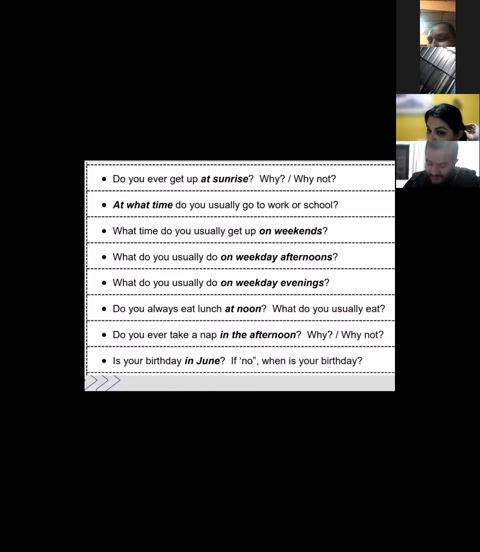 • Do you ever get up at sunrise? Why? / Why not?
• At what time do you usually go to work or school?
• What time do you usually get up on weekends?
• What do you usually do on weekday afternoons?
• What do you usually do on weekday evenings?
• Do you always eat lunch at noon? What do you usually eat?
• Do you ever take a nap in the afternoon? Why? / Why not?
• Is your birthday in June? If ‘no”, when is your birthday?